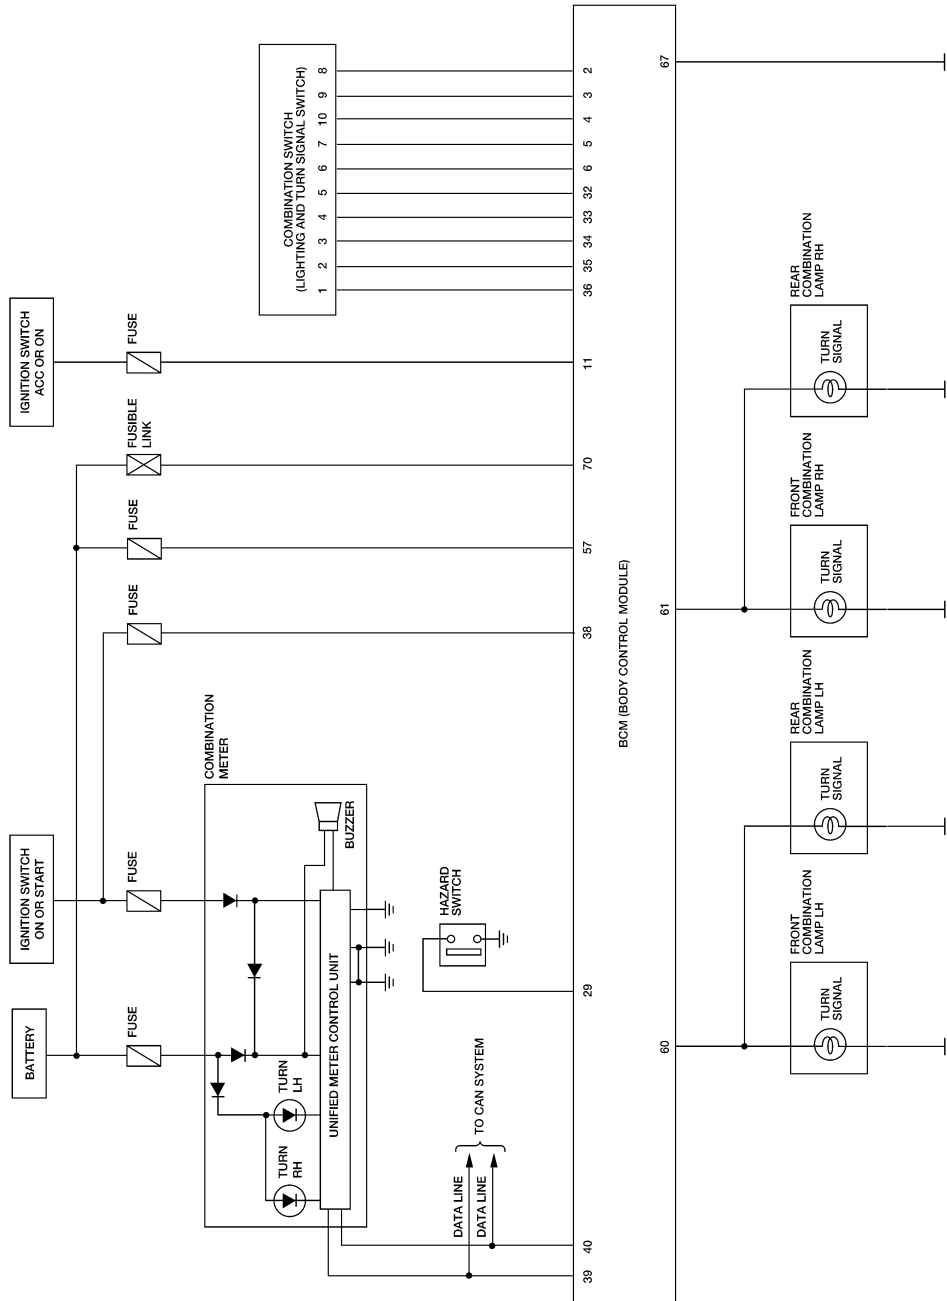 BATTERY
IGNITION SWITCH
ON OR START
IGNITION SWITCH
ACC OR ON
FUSE
FUSE
FUSE
FUSE
FUSIBLE
LINK
FUSE
COMBINATION
METER
TURN
RH
TURN
LH
BUZZER
UNIFIED METER CONTROL UNIT
COMBINATION SWITCH
(LIGHTING AND TURN SIGNAL SWITCH)
1 2 3 4 5 6 7 10 9 8
HAZARD
SWITCH
DATA LINE
DATA LINE
TO CAN SYSTEM
39 40 29 38 57 70 11 36 35 34 33 32 6 5 4 3 2
BCM (BODY CONTROL MODULE)
60 61 67
FRONT
COMBINATION
LAMP LH
TURN
SIGNAL
REAR
COMBINATION
LAMP LH
TURN
SIGNAL
FRONT
COMBINATION
LAMP RH
TURN
SIGNAL
REAR
COMBINATION
LAMP RH
TURN
SIGNAL